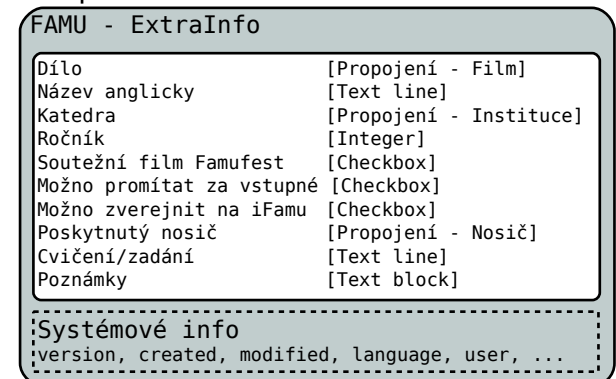 FAMU - ExtraInfo
Dílo [Propojení - Film]
Název anglicky [Text line]
Katedra [Propojení - Instituce]
Ročník [Integer]
Soutežní film Famufest [Checkbox]
Možno promítat za vstupné [Checkbox]
Možno zverejnit na iFamu [Checkbox]
Poskytnutý nosič [Propojení - Nosič]
Cvičení/zadání [Text line]
Poznámky [Text block]
Systémové info
version, created, modified, language, user, ...